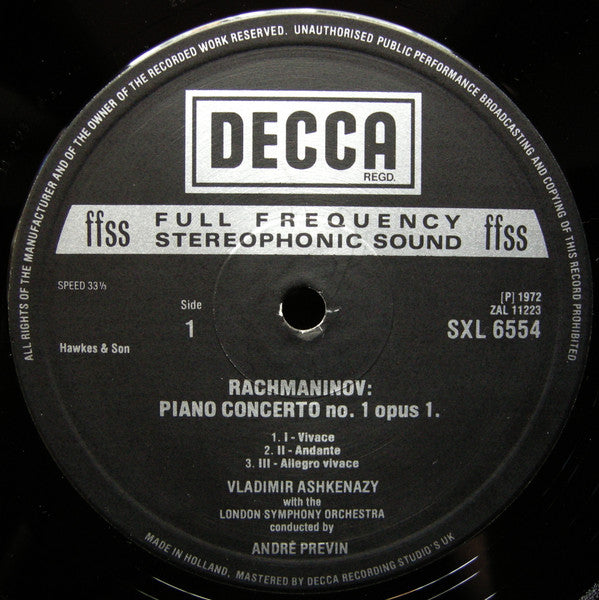 ALL RIGHTS OF THE MANUFACTURER AND OF THE OWNER OF THE RECORDED WORK RESERVED. UNAUTHORISED PUBLIC PERFORMANCE BROADCASTING AND COPYING OF THIS RECORD PROHIBITED.
DECCA
REGD.
ffss FULL FREQUENCY STEREOPHONIC SOUND ffss
SPEED 33⅓
[P] 1972
ZAL 11223
Side
1
SXL 6554
Hawkes & Son
RACHMANINOV:
PIANO CONCERTO no. 1 opus 1.
1. I - Vivace
2. II - Andante
3. III - Allegro vivace
VLADIMIR ASHKENAZY
with the
LONDON SYMPHONY ORCHESTRA
conducted by
ANDRÉ PREVIN
MADE IN HOLLAND, MASTERED BY DECCA RECORDING STUDIO'S UK